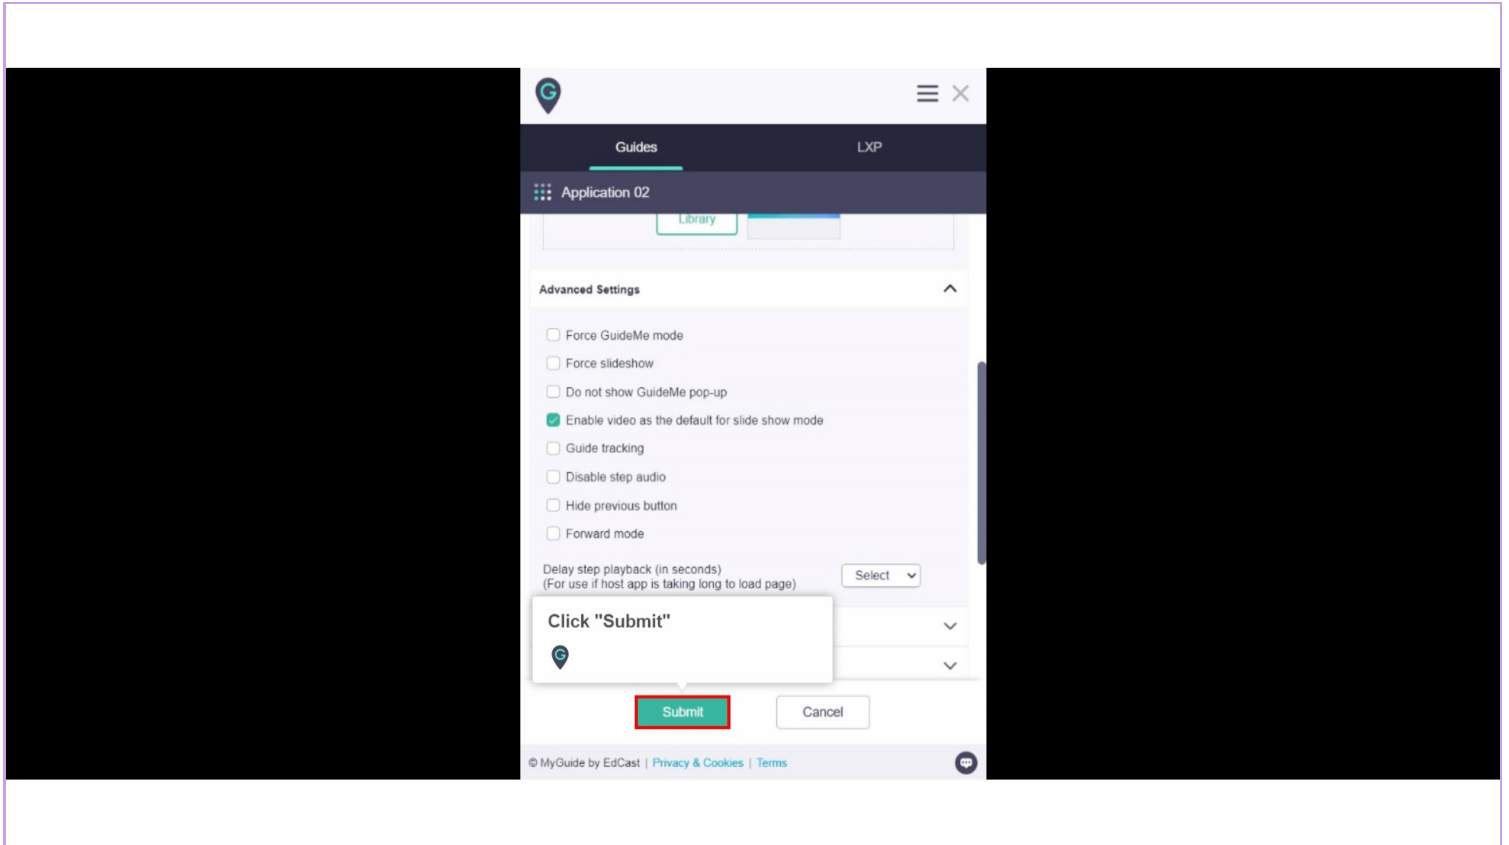 G
Guides
LXP
Application 02
Library
Advanced Settings
Force GuideMe mode
Force slideshow
Do not show GuideMe pop-up
Enable video as the default for slide show mode
Guide tracking
Disable step audio
Hide previous button
Forward mode
Delay step playback (in seconds)
(For use if host app is taking long to load page)
Select
Click "Submit"
G
Submit
Cancel
© MyGuide by EdCast | Privacy & Cookies | Terms